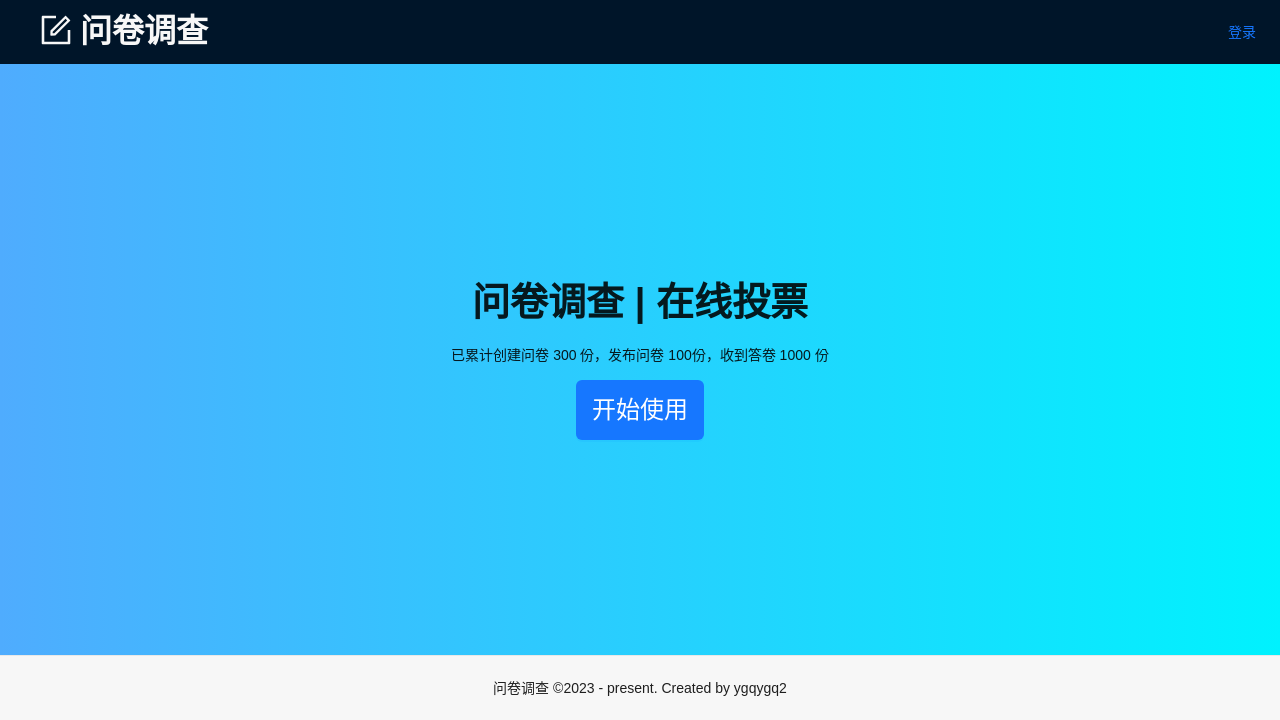 问卷调查
登录
问卷调查 | 在线投票
已累计创建问卷 300 份，发布问卷 100份，收到答卷 1000 份
开始使用
问卷调查 ©2023 - present. Created by ygqygq2